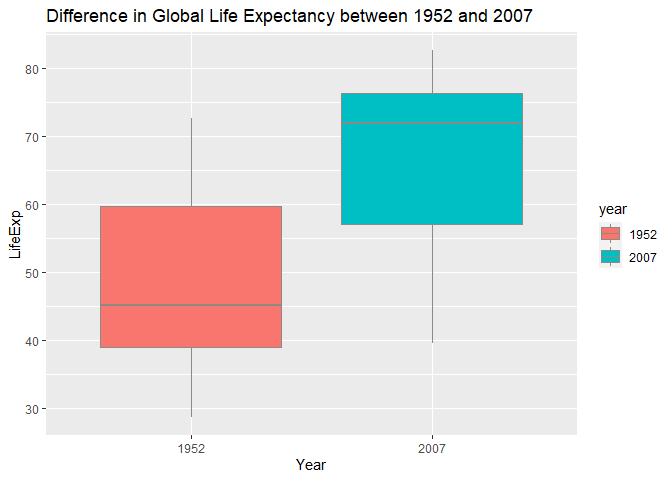 Difference in Global Life Expectancy between 1952 and 2007
80
70
60
50
40
30
LifeExp
1952
2007
Year
year
1952
2007